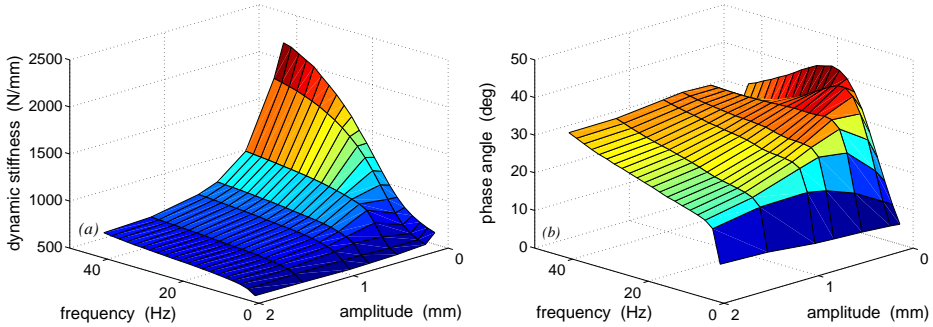 2500
2000
1500
1000
500
dynamic stiffness (N/mm)
(a)
40
20
0
frequency (Hz)
2
1
0
amplitude (mm)
50
40
30
20
10
0
phase angle (deg)
(b)
40
20
0
frequency (Hz)
2
1
0
amplitude (mm)